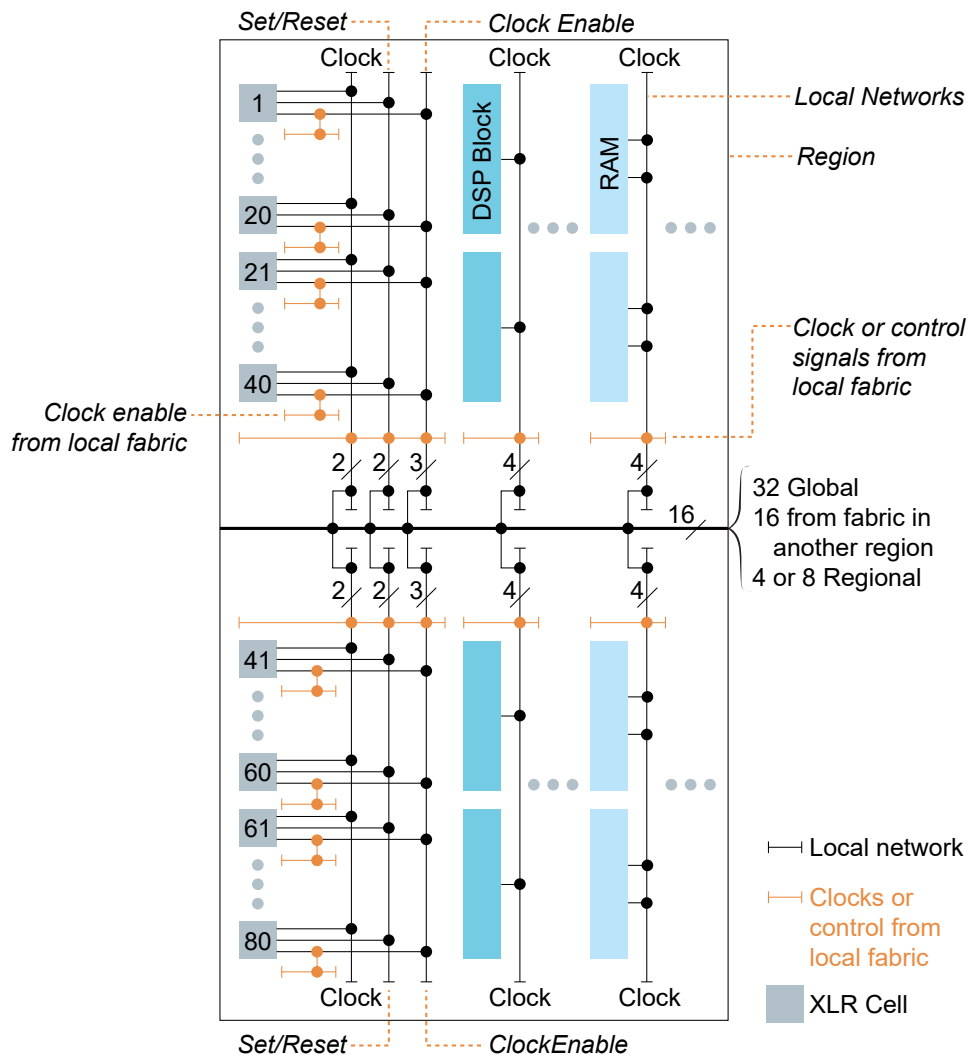 Set/Reset
Clock Enable
Clock
Clock
Clock
1
DSP Block
RAM
Local Networks
Region
20
21
40
Clock or control
signals from
local fabric
Clock enable
from local fabric
2
2
3
4
4
16
32 Global
16 from fabric in
another region
4 or 8 Regional
2
2
3
4
4
41
60
61
80
Clock
Clock
Clock
Set/Reset
ClockEnable
Local network
Clocks or
control from
local fabric
XLR Cell